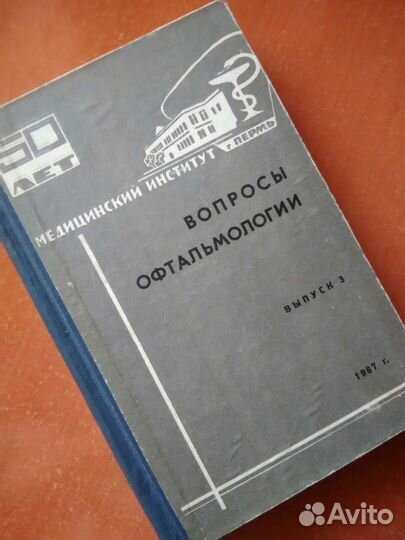 50
ЛЕТ
МЕДИЦИНСКИЙ ИНСТИТУТ г. ПЕРМЬ
ВОПРОСЫ
ОФТАЛЬМОЛОГИИ
ВЫПУСК 3
1967 г.
Avito